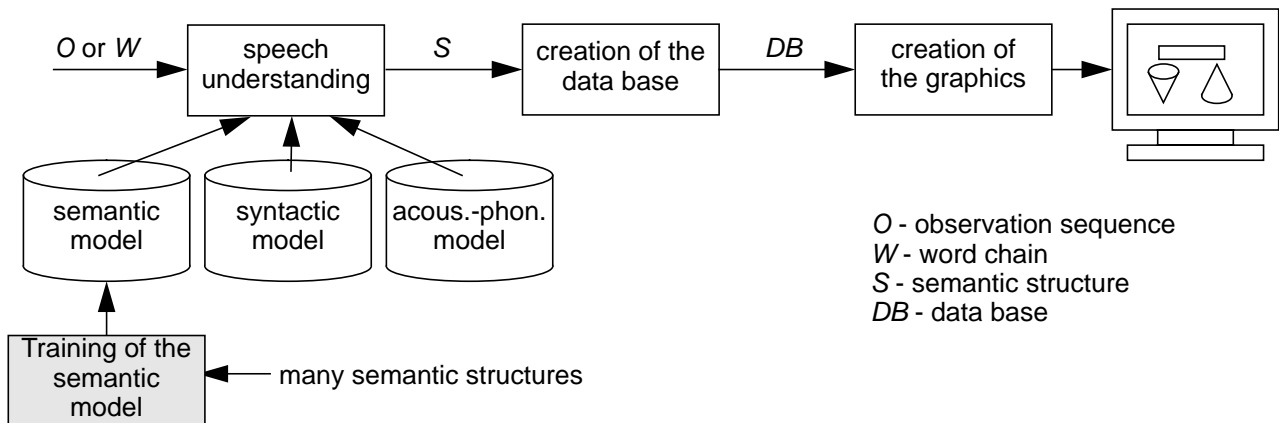 O or W
speech
understanding
S
creation of the
data base
DB
creation of
the graphics
semantic
model
syntactic
model
acous.-phon.
model
O - observation sequence
W - word chain
S - semantic structure
DB - data base
Training of the
semantic
model
many semantic structures